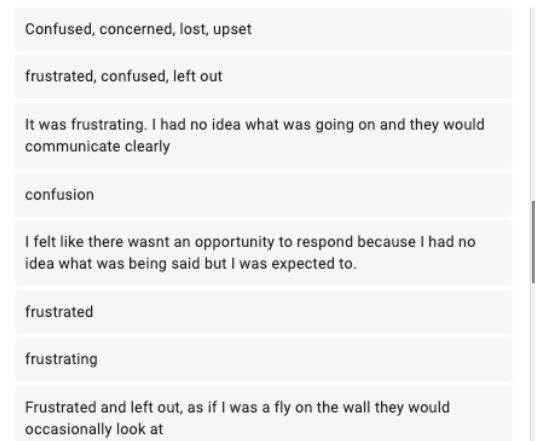 Confused, concerned, lost, upset
frustrated, confused, left out
It was frustrating. I had no idea what was going on and they would
communicate clearly
confusion
I felt like there wasnt an opportunity to respond because I had no
idea what was being said but I was expected to.
frustrated
frustrating
Frustrated and left out, as if I was a fly on the wall they would
occasionally look at